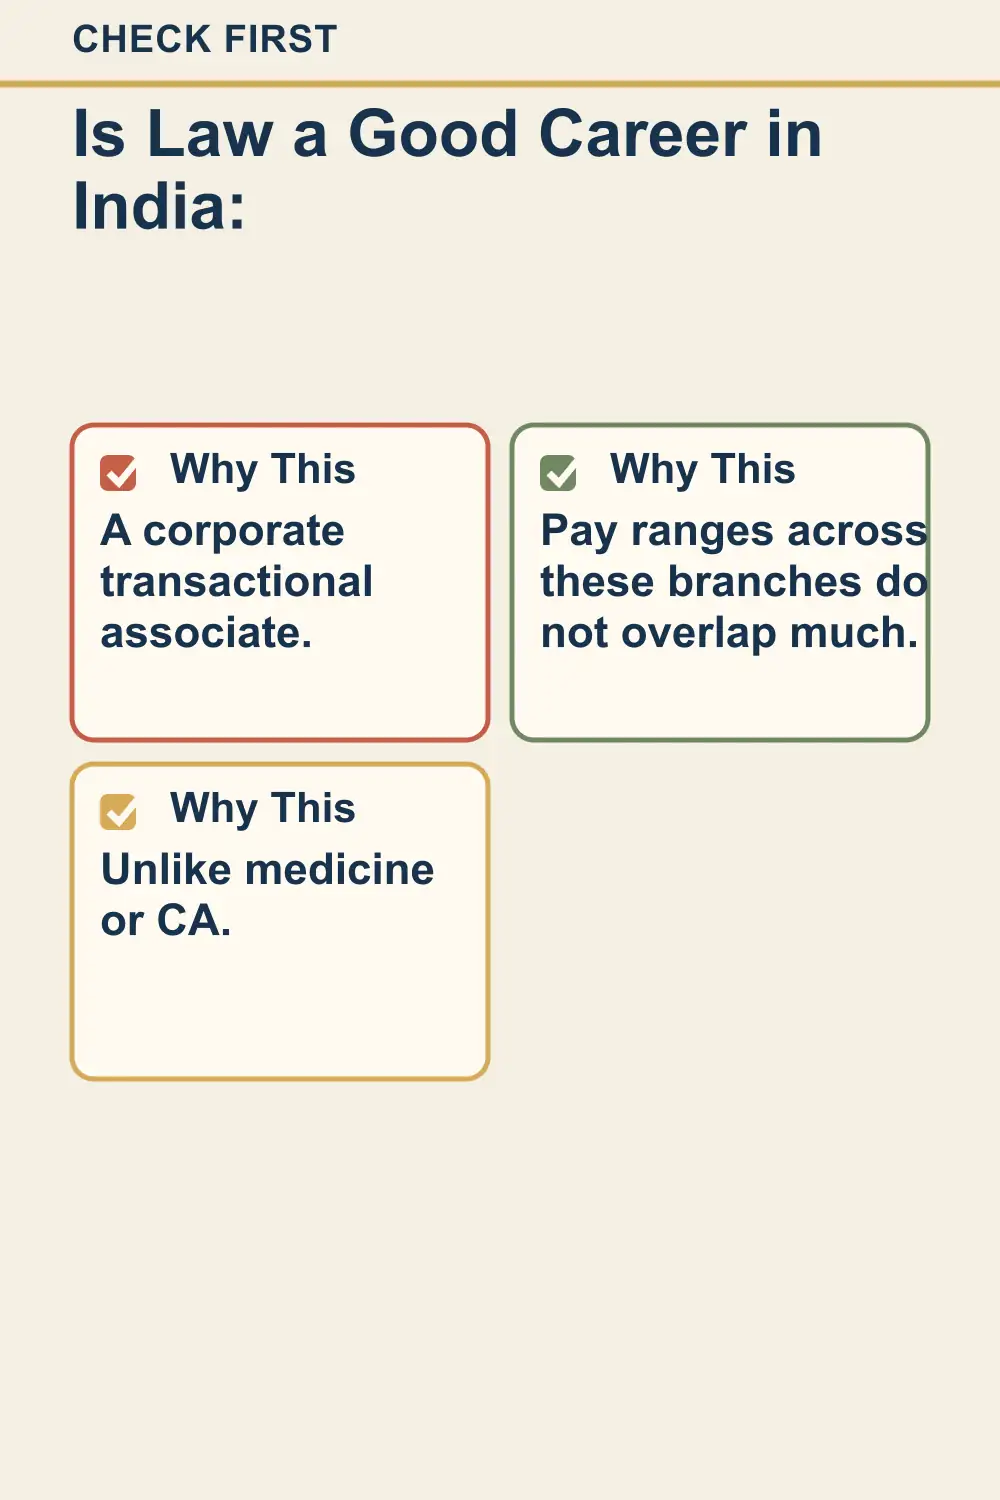 CHECK FIRST
Is Law a Good Career in
India:
Why This
A corporate
transactional
associate.
Why This
Pay ranges across
these branches do
not overlap much.
Why This
Unlike medicine
or CA.